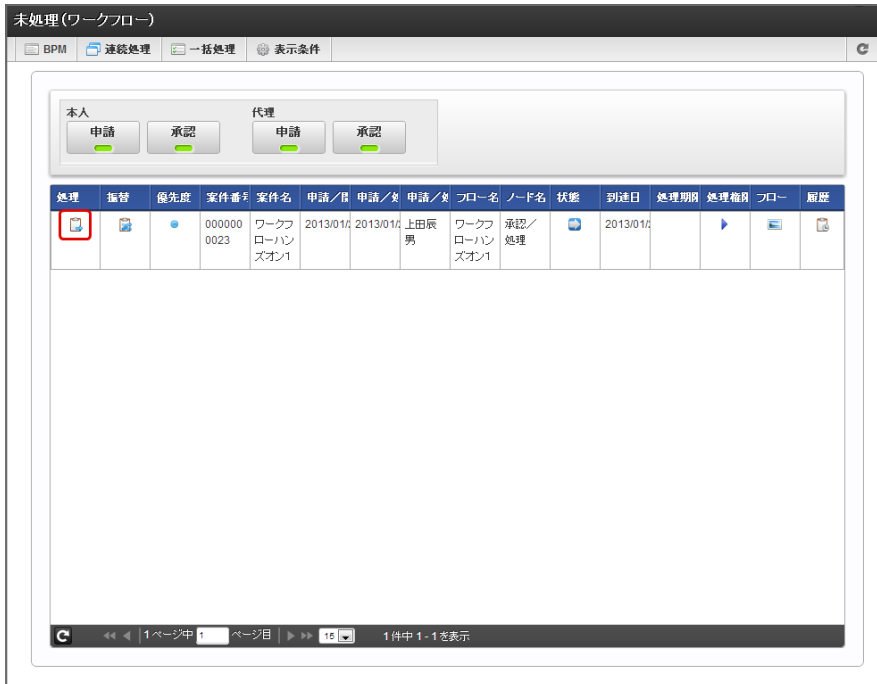 未処理(ワークフロー)
BPM 連続処理 一括処理 表示条件
本人 代理
申請 承認 申請 承認
処理 振替 優先度 案件番号 案件名 申請／ 申請／ 申請／ フロー名 ノード名 状態 到達日 処理期限 処理権限 フロー 履歴
000000 ワークフ 2013/01/ 2013/01/ 上田辰 ワークフ 承認／ 2013/01/
0023 ローハン 男 ローハン 処理
ズオン1 ズオン1
1 ページ中 1 ページ目 15 1 件中 1 - 1 を表示